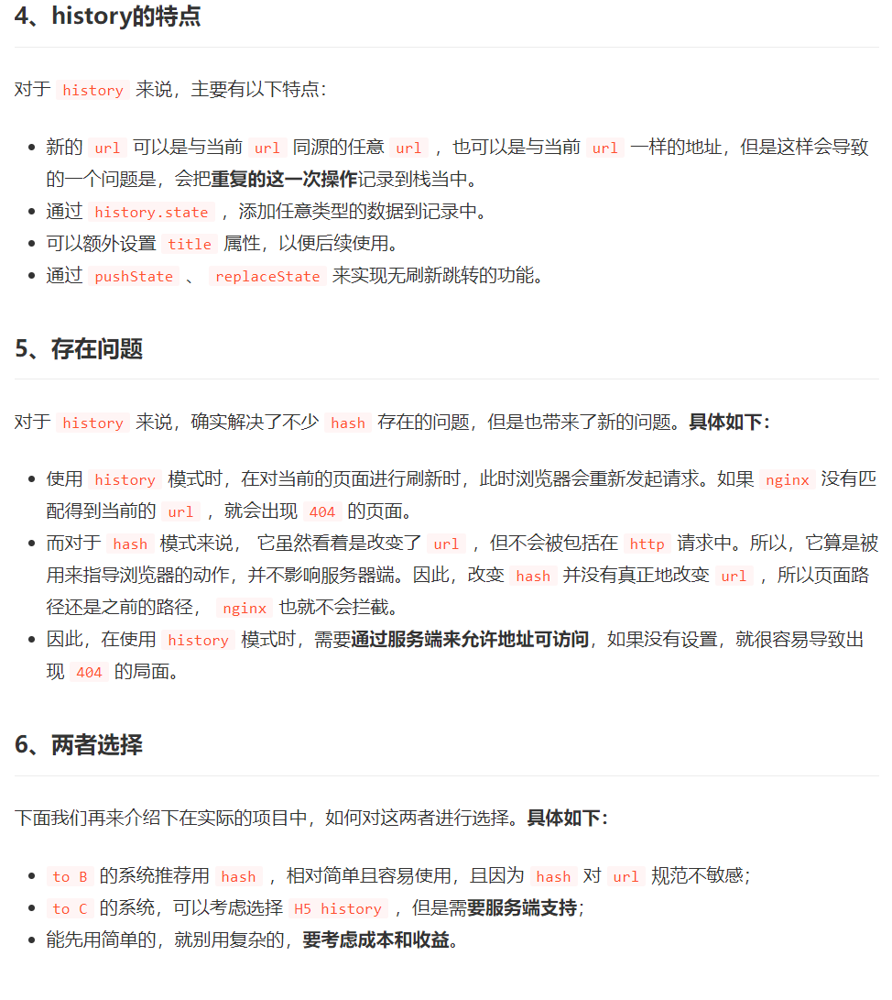 4、history的特点
对于 history 来说，主要有以下特点：
• 新的 url 可以是与当前 url 同源的任意 url ，也可以是与当前 url 一样的地址，但是这样会导致
的一个问题是，会把重复的这一次操作记录到栈当中。
• 通过 history.state ，添加任意类型的数据到记录中。
• 可以额外设置 title 属性，以便后续使用。
• 通过 pushState 、 replaceState 来实现无刷新跳转的功能。
5、存在问题
对于 history 来说，确实解决了不少 hash 存在的问题，但是也带来了新的问题。具体如下：
• 使用 history 模式时，在对当前的页面进行刷新时，此时浏览器会重新发起请求。如果 nginx 没有匹
配得到当前的 url ，就会出现 404 的页面。
• 而对于 hash 模式来说， 它虽然看着是改变了 url ，但不会被包括在 http 请求中。所以，它算是被
用来指导浏览器的动作，并不影响服务器端。因此，改变 hash 并没有真正地改变 url ，所以页面路
径还是之前的路径， nginx 也就不会拦截。
• 因此，在使用 history 模式时，需要通过服务端来允许地址可访问，如果没有设置，就很容易导致出
现 404 的局面。
6、两者选择
下面我们再来介绍下在实际的项目中，如何对这两者进行选择。具体如下：
• to B 的系统推荐用 hash ，相对简单且容易使用，且因为 hash 对 url 规范不敏感；
• to C 的系统，可以考虑选择 H5 history ，但是需要服务端支持；
• 能先用简单的，就别用复杂的，要考虑成本和收益。